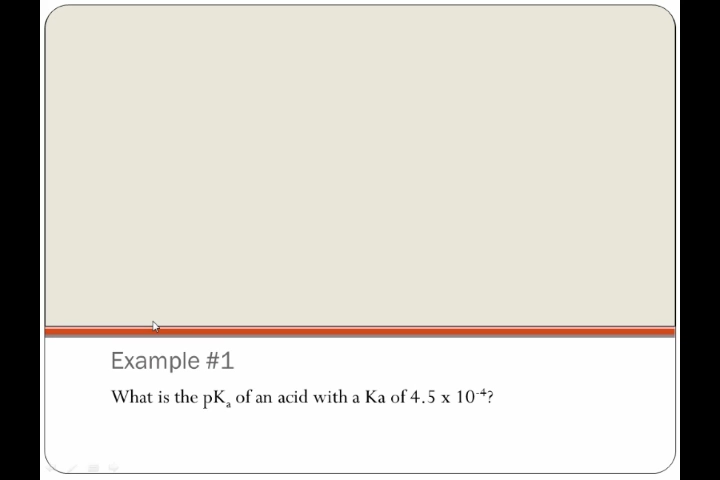 Example #1
What is the pKₐ of an acid with a Ka of 4.5 x 10⁻⁴?